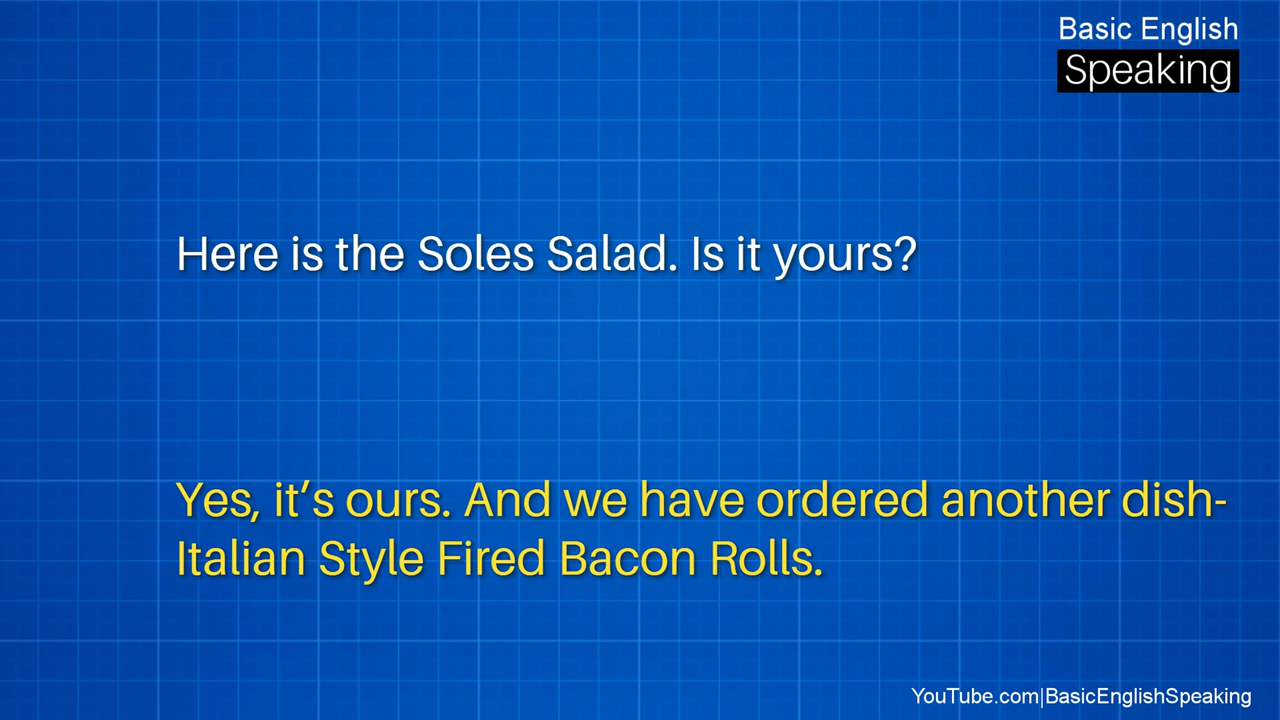 Basic English
Speaking
Here is the Soles Salad. Is it yours?
Yes, it’s ours. And we have ordered another dish-
Italian Style Fired Bacon Rolls.
YouTube.com|BasicEnglishSpeaking